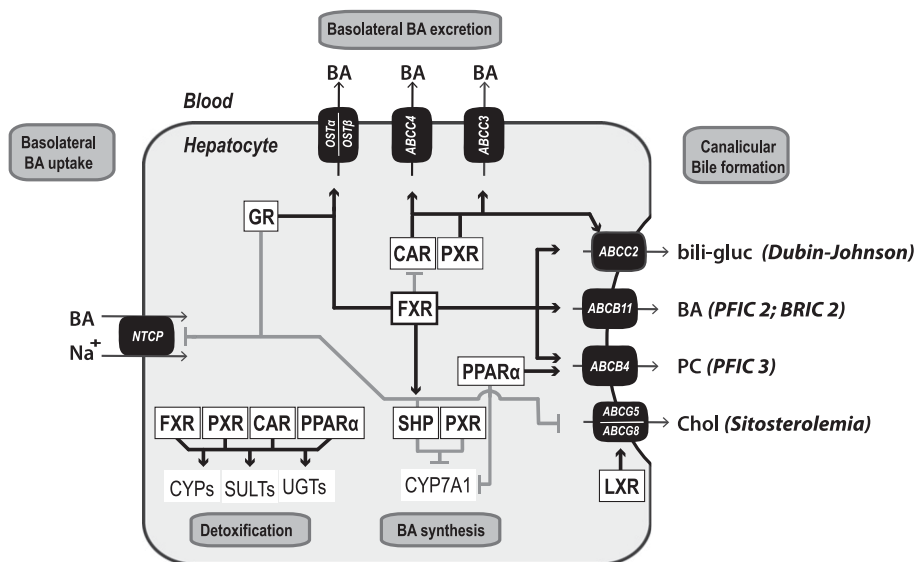 Basolateral BA excretion
BA BA BA
Blood
OSTα
OSTβ
ABCC4
ABCC3
Hepatocyte
Basolateral
BA uptake
Canalicular
Bile formation
GR
CAR PXR
ABCC2
bili-gluc (Dubin-Johnson)
FXR
ABCB11
BA (PFIC 2; BRIC 2)
BA
Na+
NTCP
PPARα
ABCB4
PC (PFIC 3)
FXR PXR CAR PPARα
SHP PXR
ABCG5
ABCG8
Chol (Sitosterolemia)
CYPs SULTs UGTs
CYP7A1
LXR
Detoxification
BA synthesis